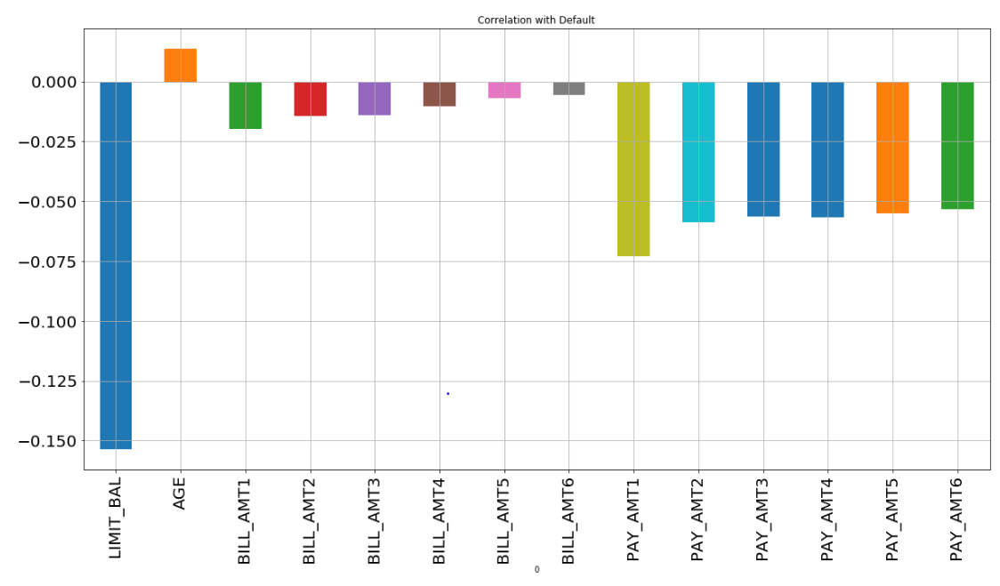 Correlation with Default
0.000
−0.025
−0.050
−0.075
−0.100
−0.125
−0.150
LIMIT_BAL
AGE
BILL_AMT1
BILL_AMT2
BILL_AMT3
BILL_AMT4
BILL_AMT5
BILL_AMT6
PAY_AMT1
PAY_AMT2
PAY_AMT3
PAY_AMT4
PAY_AMT5
PAY_AMT6
0